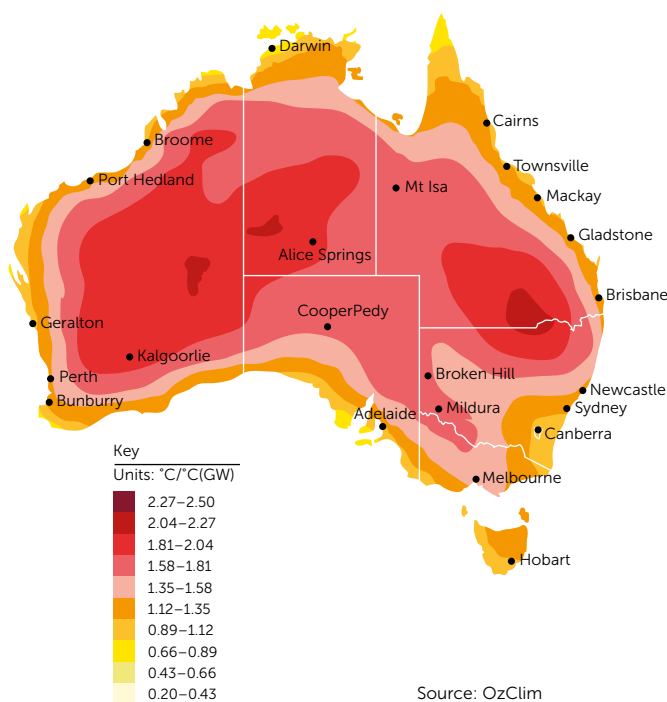 Darwin
Cairns
Broome
Townsville
Port Hedland
Mt Isa
Mackay
Gladstone
Alice Springs
Brisbane
CooperPedy
Geralton
Kalgoorlie
Broken Hill
Perth
Newcastle
Bunburry
Adelaide
Mildura
Sydney
Canberra
Melbourne
Hobart
Key
Units: ˚C/˚C(GW)
2.27–2.50
2.04–2.27
1.81–2.04
1.58–1.81
1.35–1.58
1.12–1.35
0.89–1.12
0.66–0.89
0.43–0.66
0.20–0.43
Source: OzClim